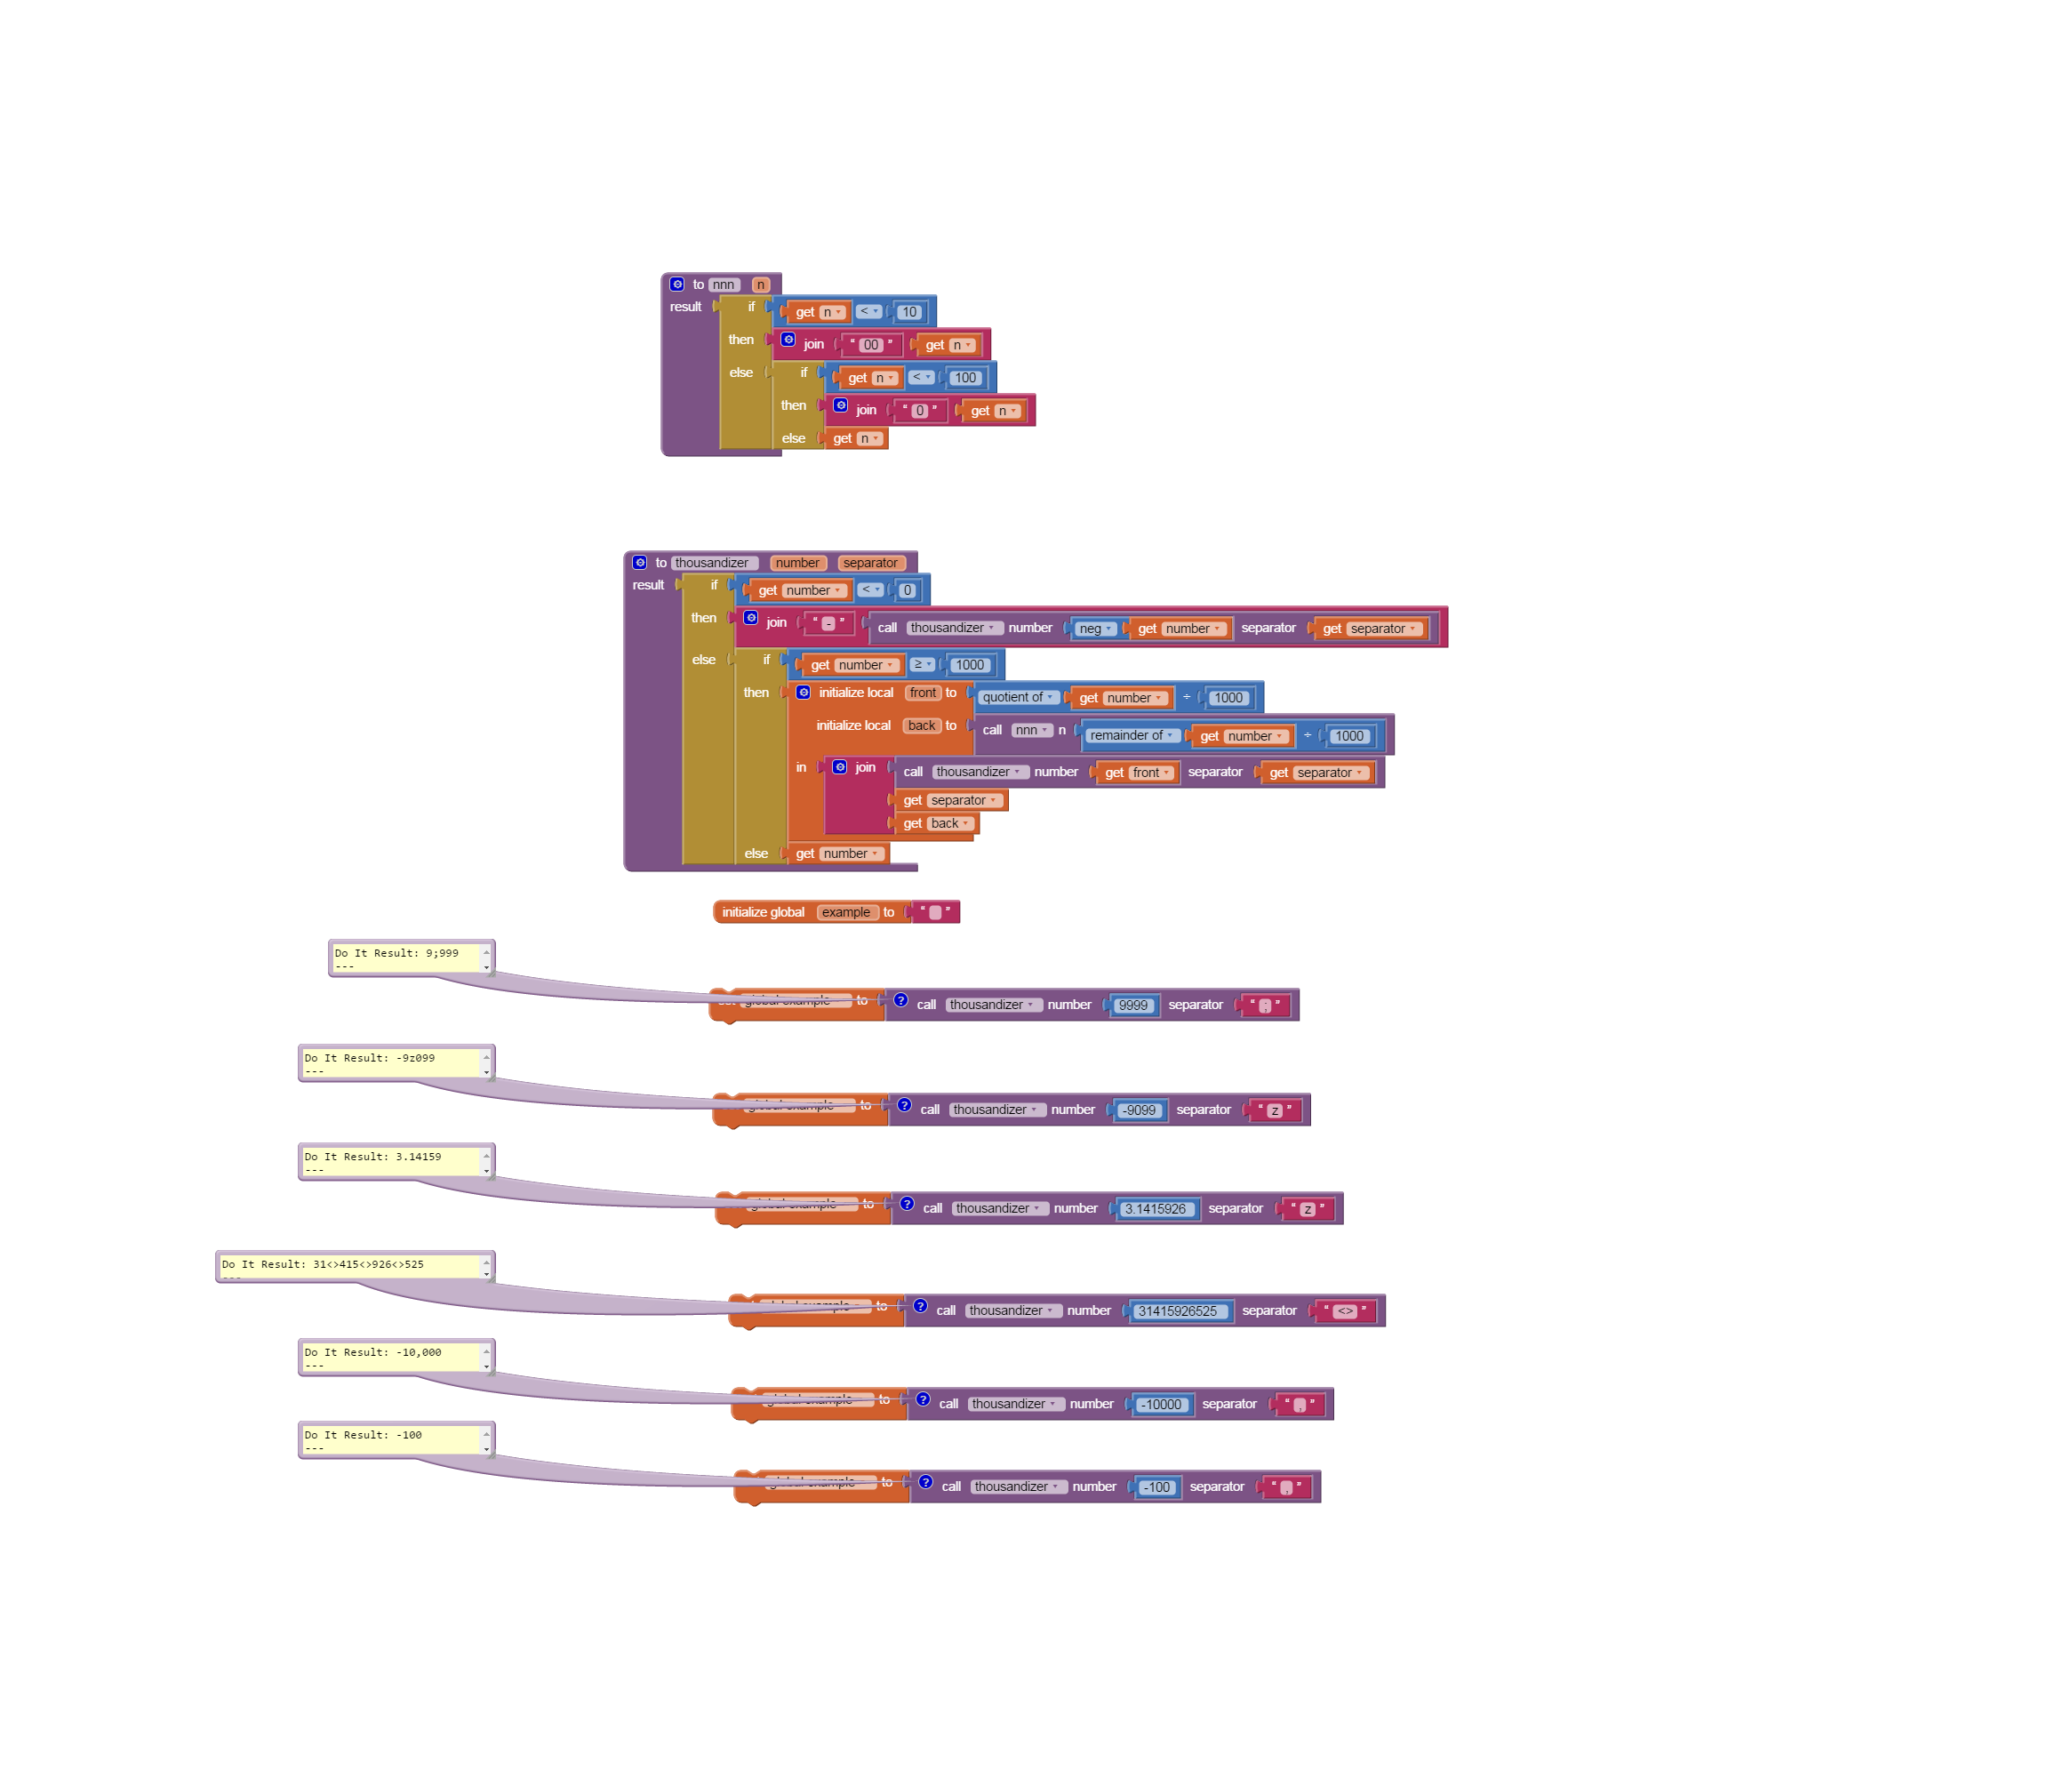 to nnn n
result if get n < 10
then join " 00 " get n
else if get n < 100
then join " 0 " get n
else get n
to thousandizer number separator
result if get number < 0
then join " - " call thousandizer number neg get number separator get separator
else if get number ≥ 1000
then initialize local front to quotient of get number ÷ 1000
initialize local back to call nnn n remainder of get number ÷ 1000
in join call thousandizer number get front separator get separator
get separator
get back
else get number
initialize global example to " "
Do It Result: 9;999
---
global example to ? call thousandizer number 9999 separator " ; "
Do It Result: -9z099
---
global example to ? call thousandizer number -9099 separator " z "
Do It Result: 3.14159
---
global example to ? call thousandizer number 3.1415926 separator " z "
Do It Result: 31<>415<>926<>525
---
global example to ? call thousandizer number 31415926525 separator " <> "
Do It Result: -10,000
---
global example to ? call thousandizer number -10000 separator " , "
Do It Result: -100
---
global example to ? call thousandizer number -100 separator " , "